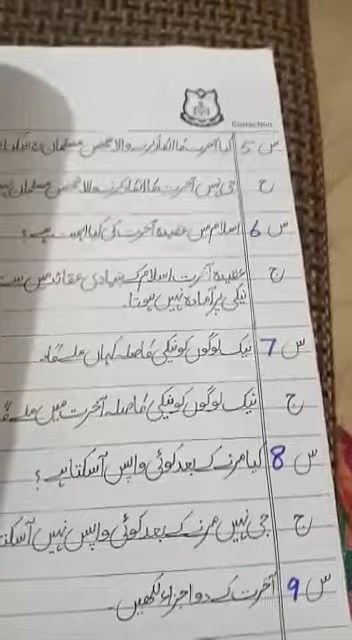 Correction
س 5 کیا آخرت کا انکار کرنے والا شخص مسلمان ہو سکتا
ج جی نہیں آخرت کا انکار کرنے والا شخص مسلمان نہیں
س 6 اسلام میں عقیدہ آخرت کی کیا اہمیت ہے؟
ج عقیدہ آخرت اسلام کے بنیادی عقائد میں سے
نیکی پر آمادہ نہیں ہوتا۔
س 7 نیک لوگوں کو نیکی کا صلہ کہاں ملے گا۔
ج نیک لوگوں کو نیکی کا صلہ آخرت میں ملے گا
س 8 کیا مرنے کے بعد کوئی واپس آ سکتا ہے؟
ج جی نہیں مرنے کے بعد کوئی واپس نہیں آ سکتا
س 9 آخرت کے دو اجزاء لکھیں۔